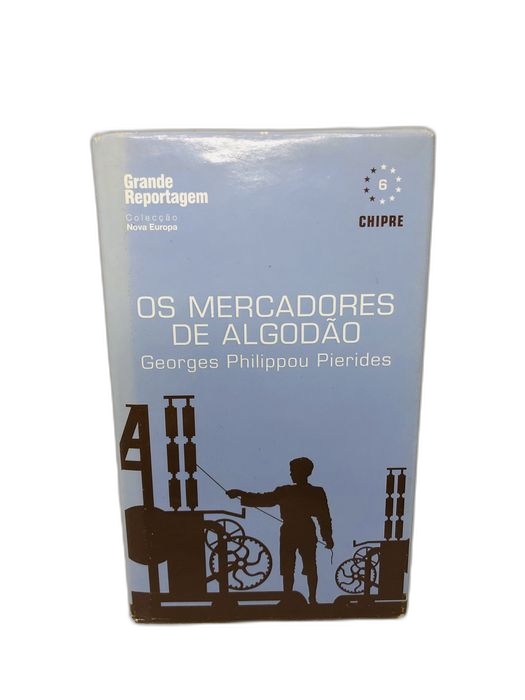 Grande
Reportagem
Colecção
Nova Europa
6
CHIPRE
OS MERCADORES
DE ALGODÃO
Georges Philippou Pierides